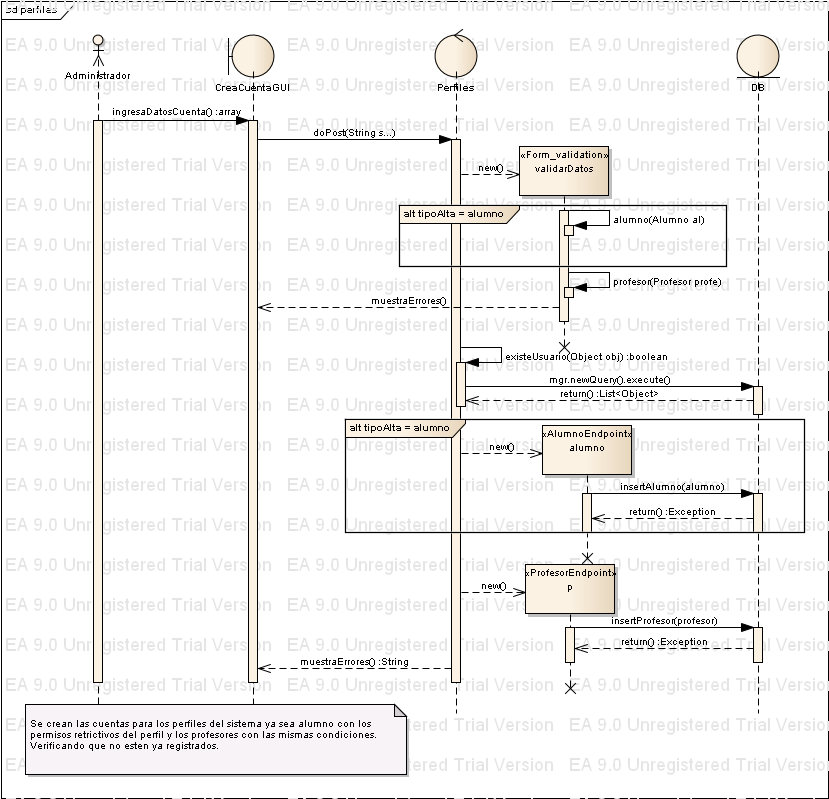 sd perfiles
EA 9.0 Unregistered Trial Version
Administrador
CreaCuentaGUI
Perfiles
DB
ingresaDatosCuenta() :array
doPost(String s...)
«Form_validation»
validarDatos
new()
alt tipoAlta = alumno
alumno(Alumno al)
profesor(Profesor profe)
muestraErrores()
existeUsuario(Object obj) :boolean
mgr.newQuery().execute()
return() :List<Object>
alt tipoAlta = alumno
«AlumnoEndpoint»
alumno
new()
insertAlumno(alumno)
return() :Exception
«ProfesorEndpoint»
p
new()
insertProfesor(profesor)
return() :Exception
muestraErrores() :String
Se crean las cuentas para los perfiles del sistema ya sea alumno con los
permisos retrictivos del perfil y los profesores con las mismas condiciones.
Verificando que no esten ya registrados.